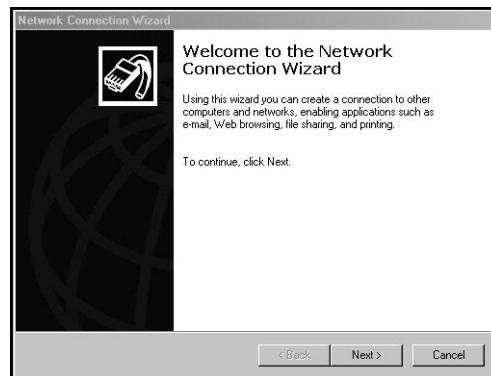 Network Connection Wizard
Welcome to the Network
Connection Wizard
Using this wizard you can create a connection to other
computers and networks, enabling applications such as
e-mail, Web browsing, file sharing, and printing.
To continue, click Next.
< Back
Next >
Cancel